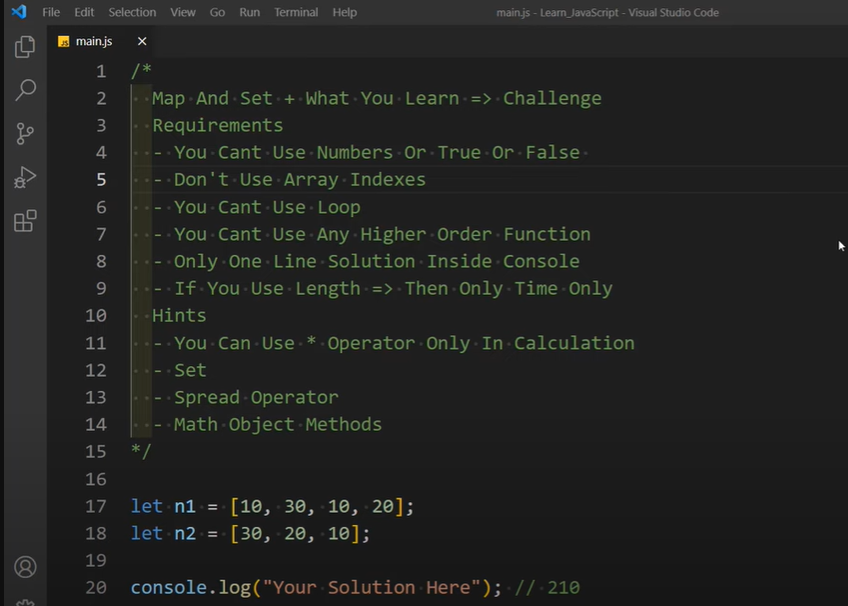 File Edit Selection View Go Run Terminal Help main.js - Learn_JavaScript - Visual Studio Code
JS main.js ×
1 /*
2 Map And Set + What You Learn => Challenge
3 Requirements
4 - You Cant Use Numbers Or True Or False
5 - Don't Use Array Indexes
6 - You Cant Use Loop
7 - You Cant Use Any Higher Order Function
8 - Only One Line Solution Inside Console
9 - If You Use Length => Then Only Time Only
10 Hints
11 - You Can Use * Operator Only In Calculation
12 - Set
13 - Spread Operator
14 - Math Object Methods
15 */
16
17 let n1 = [10, 30, 10, 20];
18 let n2 = [30, 20, 10];
19
20 console.log("Your Solution Here"); // 210